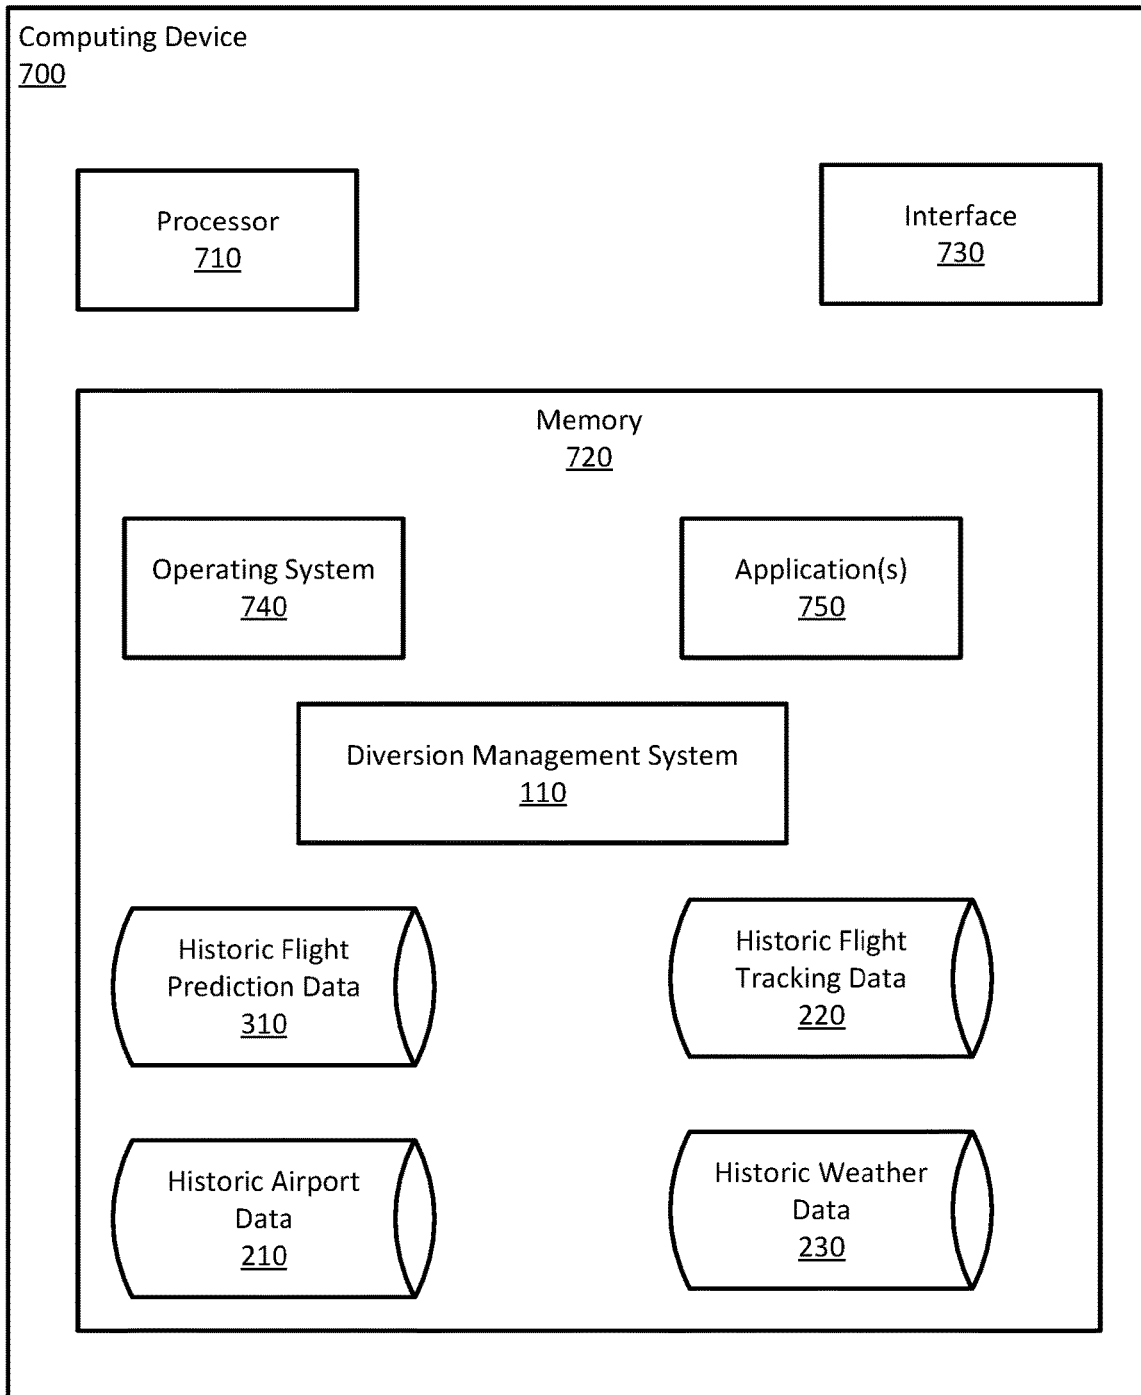 Computing Device
700
Processor
710
Interface
730
Memory
720
Operating System
740
Application(s)
750
Diversion Management System
110
Historic Flight
Prediction Data
310
Historic Flight
Tracking Data
220
Historic Airport
Data
210
Historic Weather
Data
230